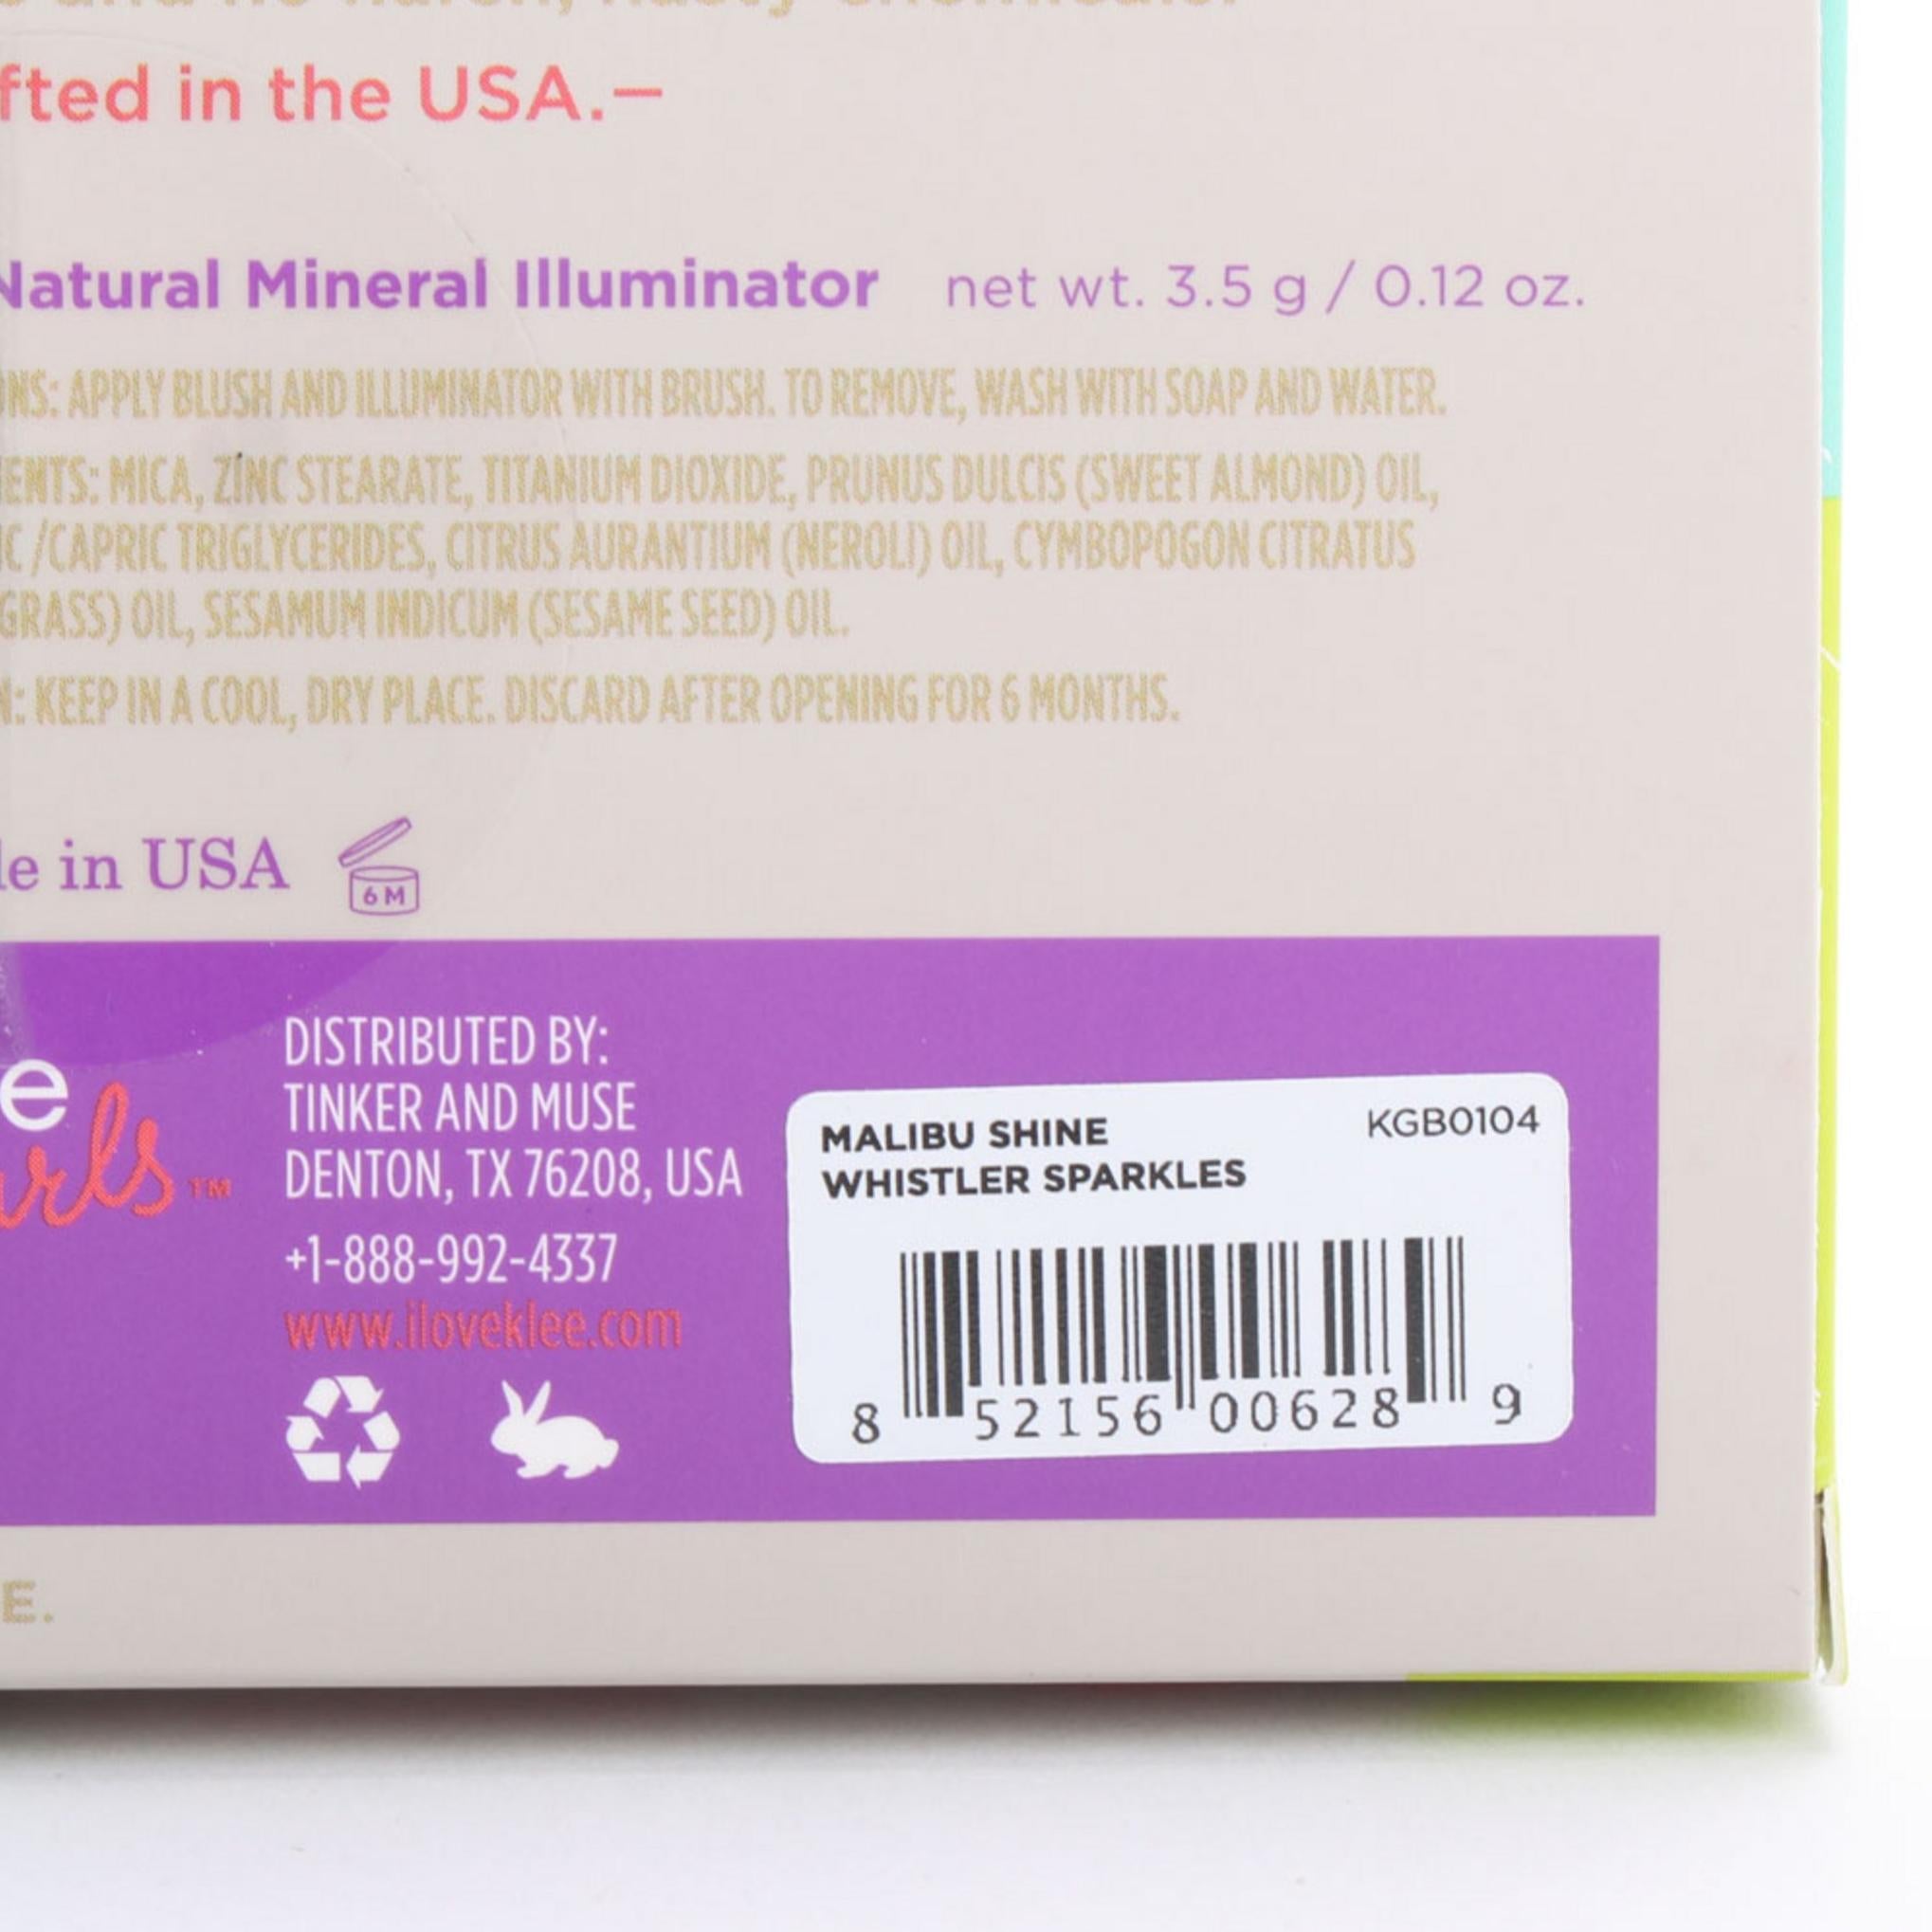 fted in the USA.—
Natural Mineral Illuminator net wt. 3.5 g / 0.12 oz.
NS: APPLY BLUSH AND ILLUMINATOR WITH BRUSH. TO REMOVE, WASH WITH SOAP AND WATER.
ENTS: MICA, ZINC STEARATE, TITANIUM DIOXIDE, PRUNUS DULCIS (SWEET ALMOND) OIL,
IC /CAPRIC TRIGLYCERIDES, CITRUS AURANTIUM (NEROLI) OIL, CYMBOPOGON CITRATUS
GRASS) OIL, SESAMUM INDICUM (SESAME SEED) OIL.
N: KEEP IN A COOL, DRY PLACE. DISCARD AFTER OPENING FOR 6 MONTHS.
le in USA
6 M
e
urls™
DISTRIBUTED BY:
TINKER AND MUSE
DENTON, TX 76208, USA
+1-888-992-4337
www.iloveklee.com
MALIBU SHINE KGB0104
WHISTLER SPARKLES
8 52156 00628 9
E.